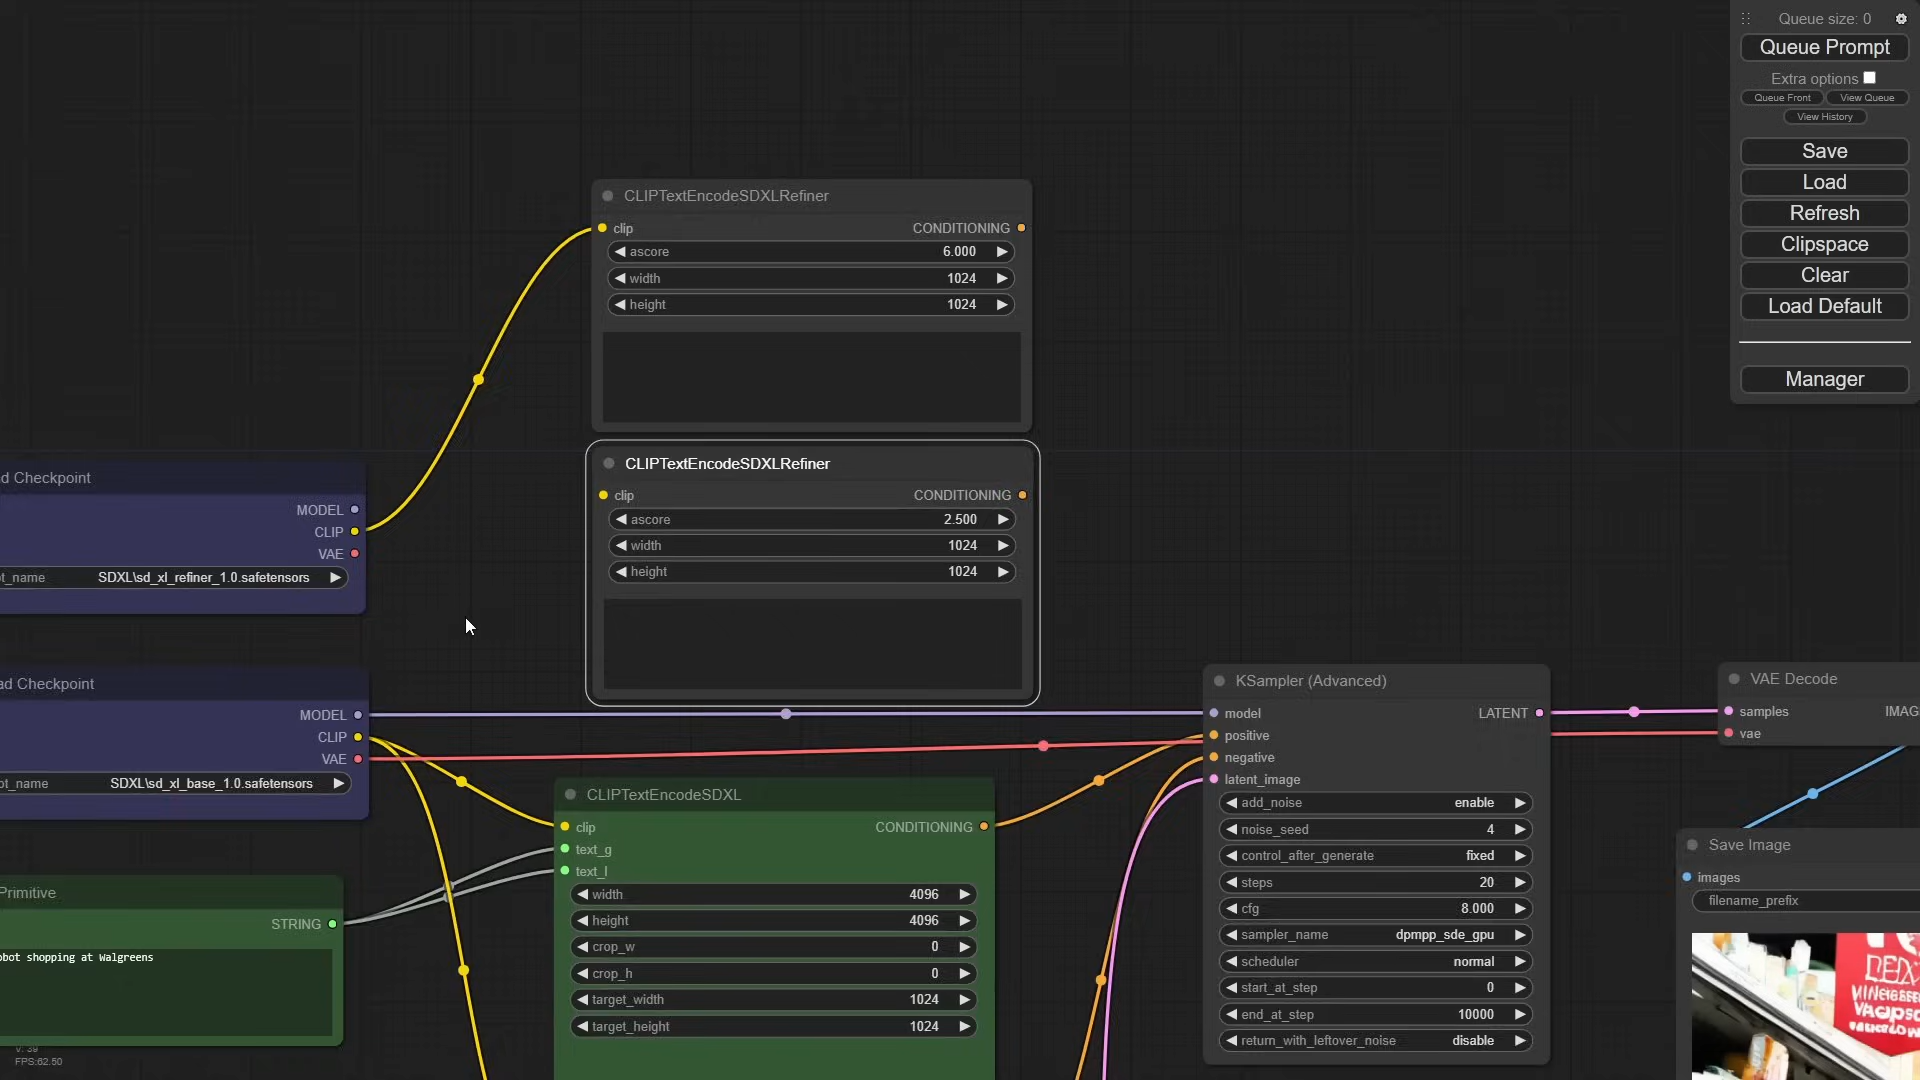 Queue size: 0
Queue Prompt
Extra options
Queue Front
View Queue
View History
Save
Load
Refresh
Clipspace
Clear
Load Default
Manager
CLIPTextEncodeSDXLRefiner
clip CONDITIONING
ascore 6.000
width 1024
height 1024
CLIPTextEncodeSDXLRefiner
clip CONDITIONING
ascore 2.500
width 1024
height 1024
d Checkpoint
MODEL
CLIP
VAE
t_name SDXL\sd_xl_refiner_1.0.safetensors
ad Checkpoint
MODEL
CLIP
VAE
ot_name SDXL\sd_xl_base_1.0.safetensors
Primitive
STRING
obot shopping at Walgreens
FPS:62.50
CLIPTextEncodeSDXL
clip CONDITIONING
text_g
text_l
width 4096
height 4096
crop_w 0
crop_h 0
target_width 1024
target_height 1024
KSampler (Advanced)
model LATENT
positive
negative
latent_image
add_noise enable
noise_seed 4
control_after_generate fixed
steps 20
cfg 8.000
sampler_name dpmpp_sde_gpu
scheduler normal
start_at_step 0
end_at_step 10000
return_with_leftover_noise disable
VAE Decode
samples IMAG
vae
Save Image
images
filename_prefix